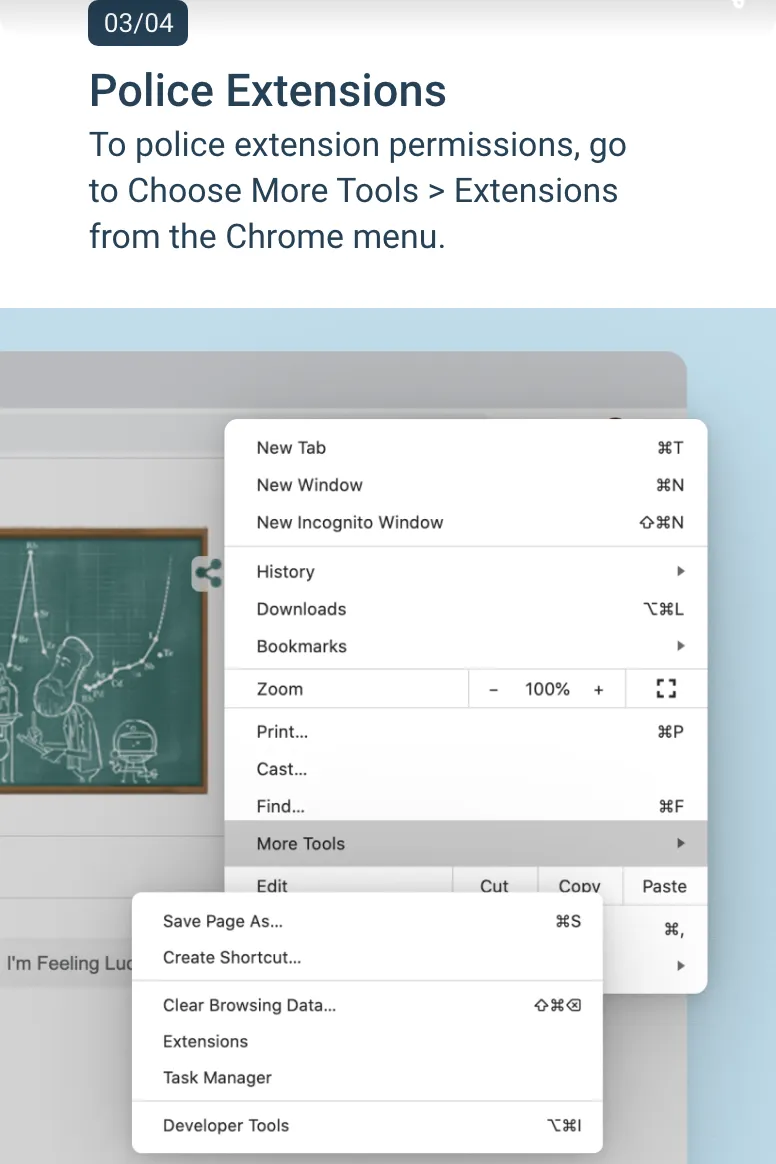 03/04
Police Extensions
To police extension permissions, go
to Choose More Tools > Extensions
from the Chrome menu.
New Tab ⌘T
New Window ⌘N
New Incognito Window ⇧⌘N
History ▶
Downloads ⌥⌘L
Bookmarks ▶
Zoom − 100% +
Print... ⌘P
Cast...
Find... ⌘F
More Tools ▶
Edit Cut Copy Paste
⌘,
▶
Save Page As... ⌘S
Create Shortcut...
I'm Feeling Luc
Clear Browsing Data... ⇧⌘⌫
Extensions
Task Manager
Developer Tools ⌥⌘I